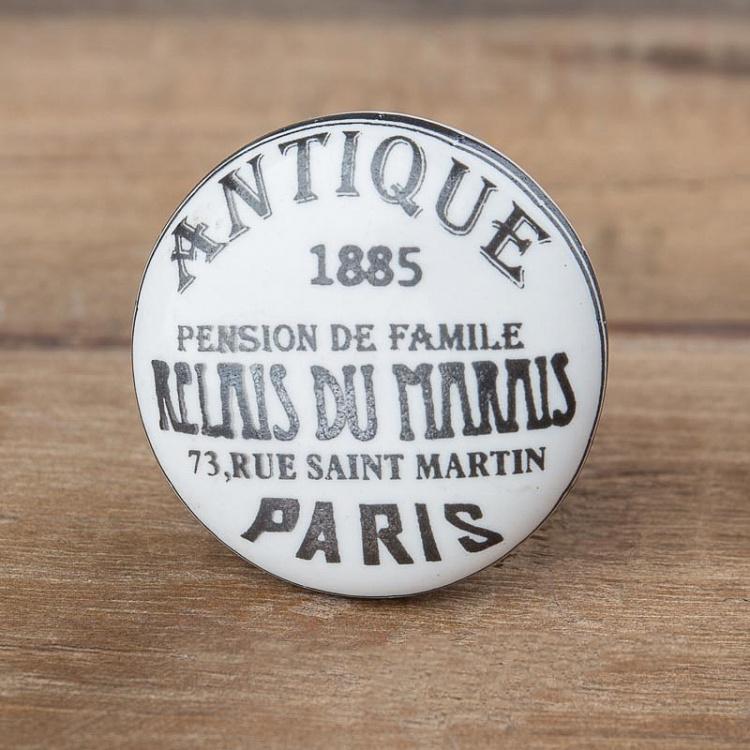 ANTIQUE
1885
PENSION DE FAMILE
RELAIS DU MARAIS
73,RUE SAINT MARTIN
PARIS